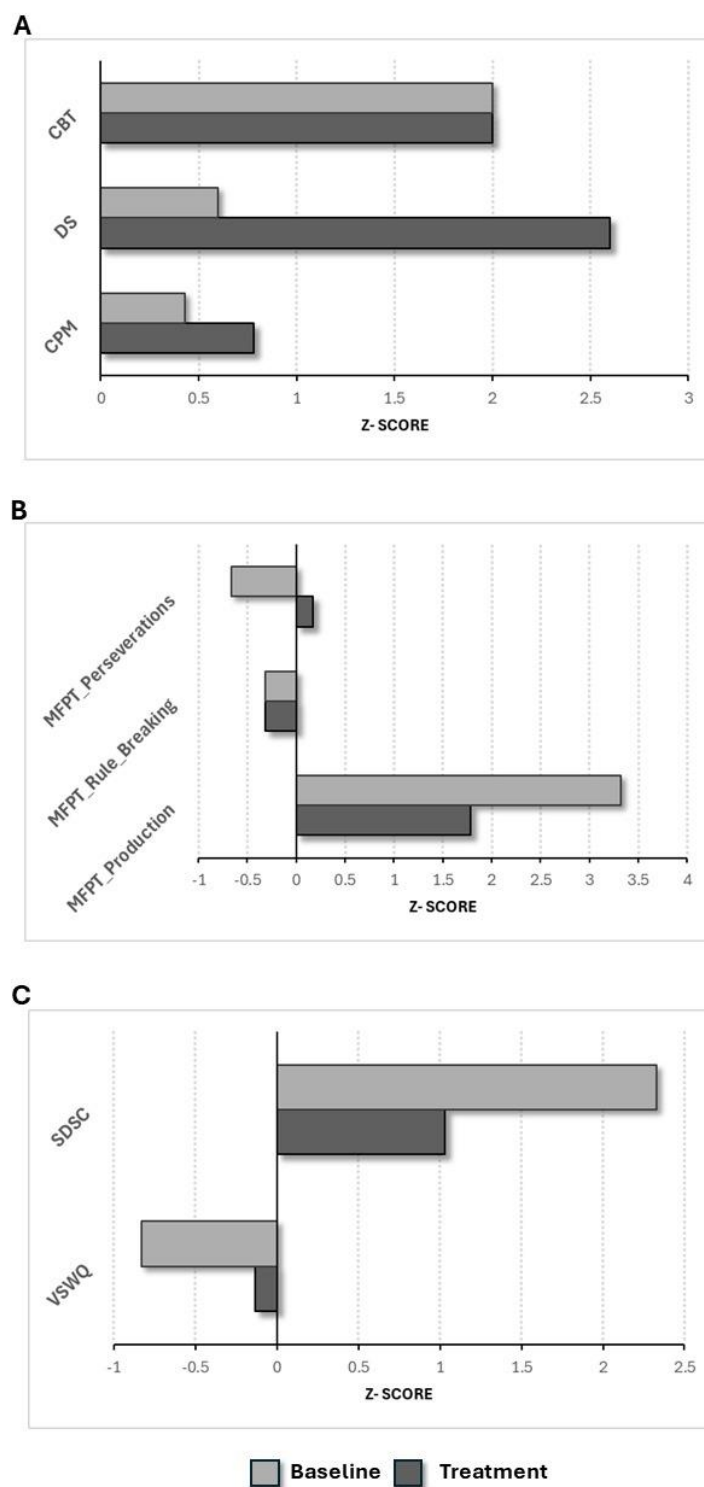 A
CBT
DS
CPM
0 0.5 1 1.5 2 2.5 3
Z- SCORE
B
MFPT_Perseverations
MFPT_Rule_Breaking
MFPT_Production
-1 -0.5 0 0.5 1 1.5 2 2.5 3 3.5 4
Z- SCORE
C
SDSC
VSWQ
-1 -0.5 0 0.5 1 1.5 2 2.5
Z- SCORE
Baseline Treatment